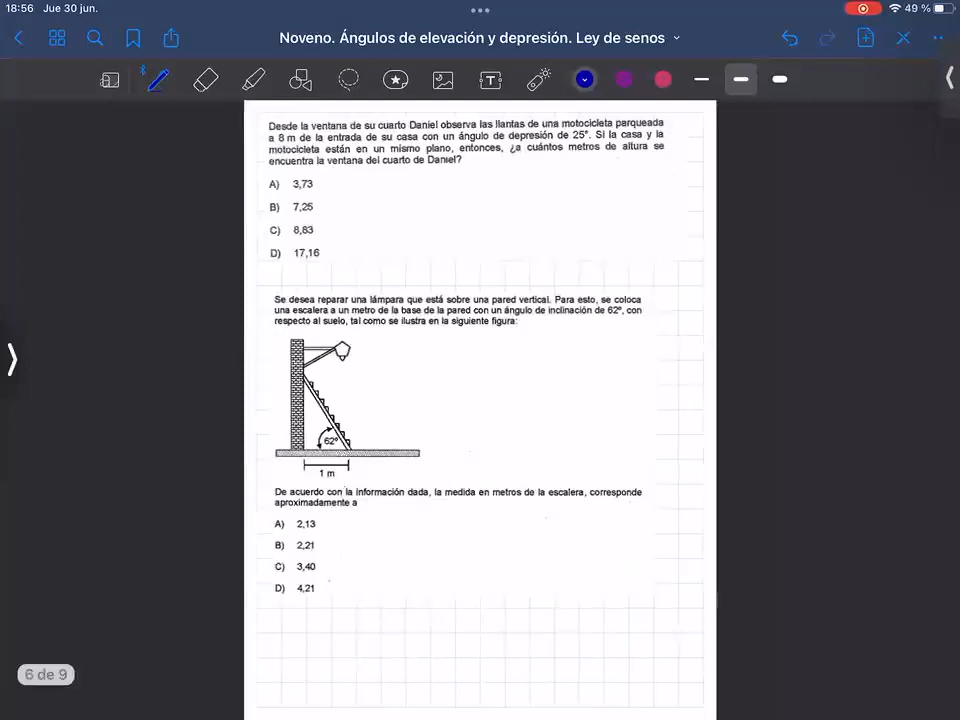 18:56 Jue 30 jun.
49 %
Noveno. Ángulos de elevación y depresión. Ley de senos
Desde la ventana de su cuarto Daniel observa las llantas de una motocicleta parqueada
a 8 m de la entrada de su casa con un ángulo de depresión de 25°. Si la casa y la
motocicleta están en un mismo plano, entonces, ¿a cuántos metros de altura se
encuentra la ventana del cuarto de Daniel?
A) 3,73
B) 7,25
C) 8,83
D) 17,16
Se desea reparar una lámpara que está sobre una pared vertical. Para esto, se coloca
una escalera a un metro de la base de la pared con un ángulo de inclinación de 62º, con
respecto al suelo, tal como se ilustra en la siguiente figura:
62º
1 m
De acuerdo con la información dada, la medida en metros de la escalera, corresponde
aproximadamente a
A) 2,13
B) 2,21
C) 3,40
D) 4,21
6 de 9